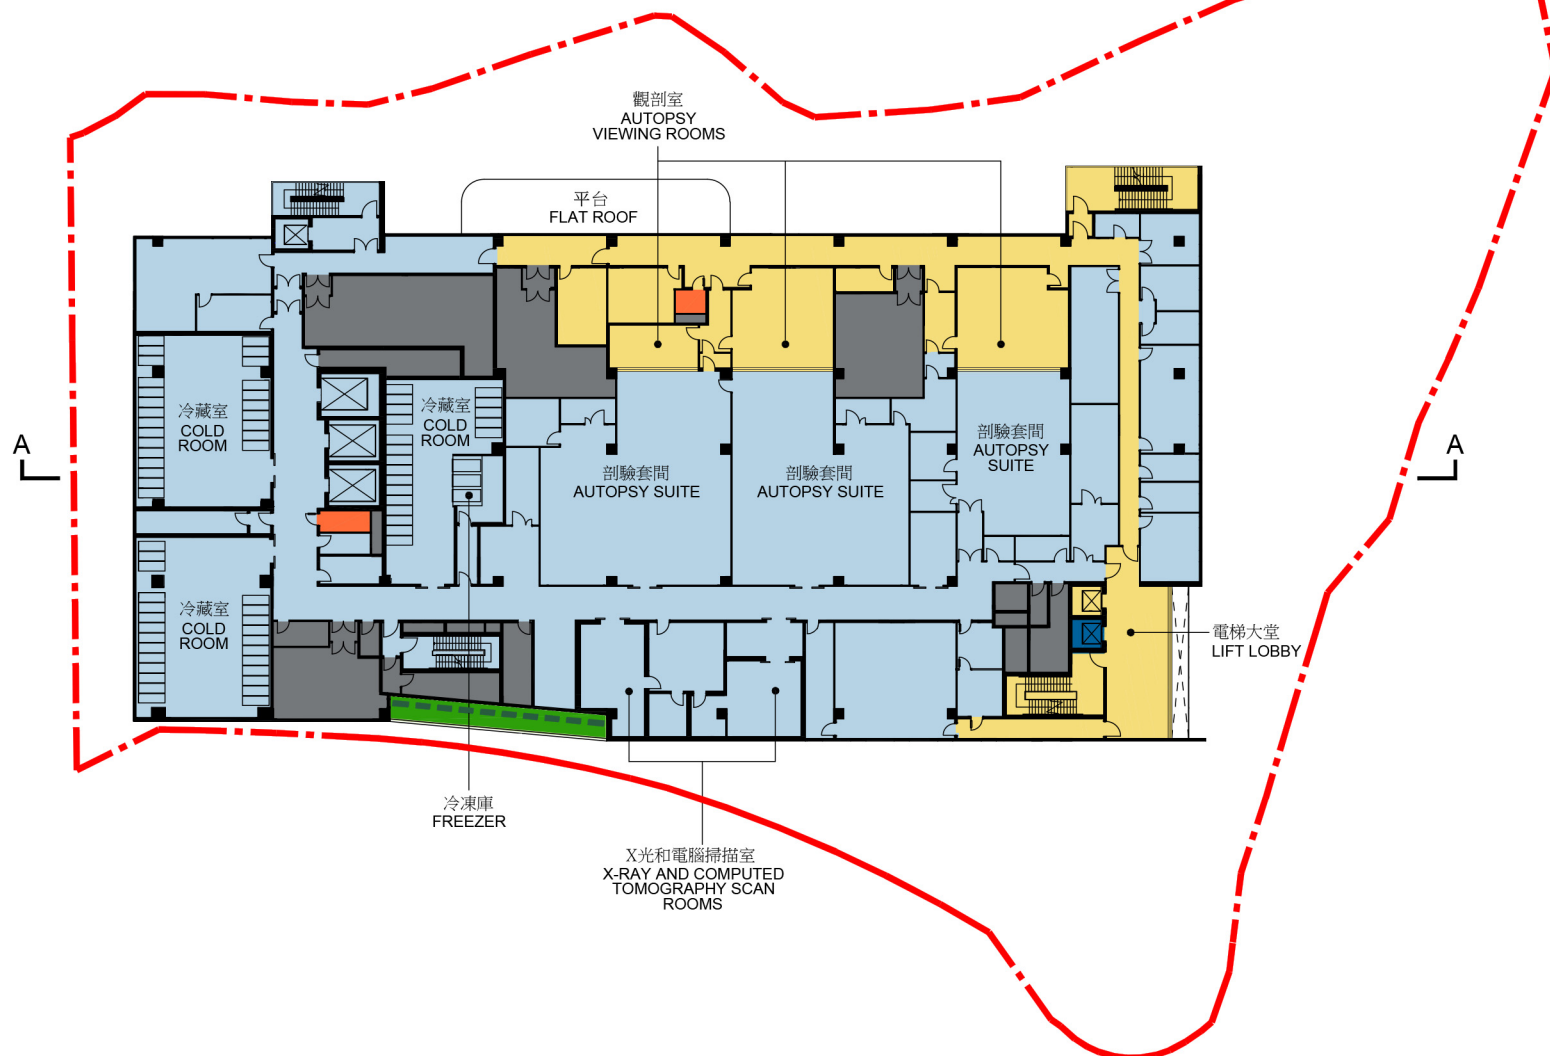 觀剖室
AUTOPSY
VIEWING ROOMS
平台
FLAT ROOF
冷藏室
COLD
ROOM
冷藏室
COLD
ROOM
剖驗套間
AUTOPSY
SUITE
A
A
剖驗套間
AUTOPSY SUITE
剖驗套間
AUTOPSY SUITE
冷藏室
COLD
ROOM
電梯大堂
LIFT LOBBY
冷凍庫
FREEZER
X光和電腦掃描室
X-RAY AND COMPUTED
TOMOGRAPHY SCAN
ROOMS